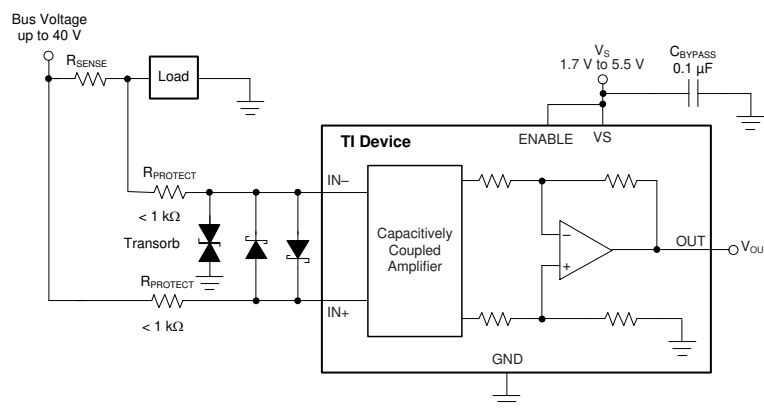 Bus Voltage
up to 40 V
RSENSE
Load
VS
1.7 V to 5.5 V
CBYPASS
0.1 µF
ENABLE
VS
TI Device
RPROTECT
< 1 kΩ
IN–
Transorb
Capacitively
Coupled
Amplifier
–
+
OUT
VOU
RPROTECT
< 1 kΩ
IN+
GND